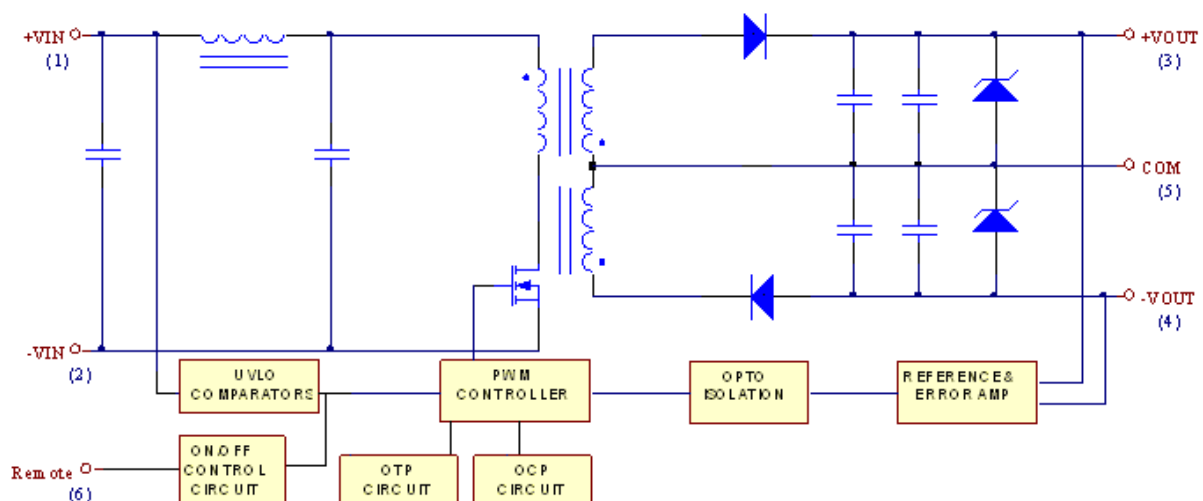 +VIN
(1)
+VOUT
(3)
COM
(5)
-VOUT
(4)
-VIN
(2)
UVLO
COMPARATORS
PWM
CONTROLLER
OPTO
ISOLATION
REFERENCE&
ERROR AMP
Remote
(6)
ON/OFF
CONTROL
CIRCUIT
OTP
CIRCUIT
OCP
CIRCUIT